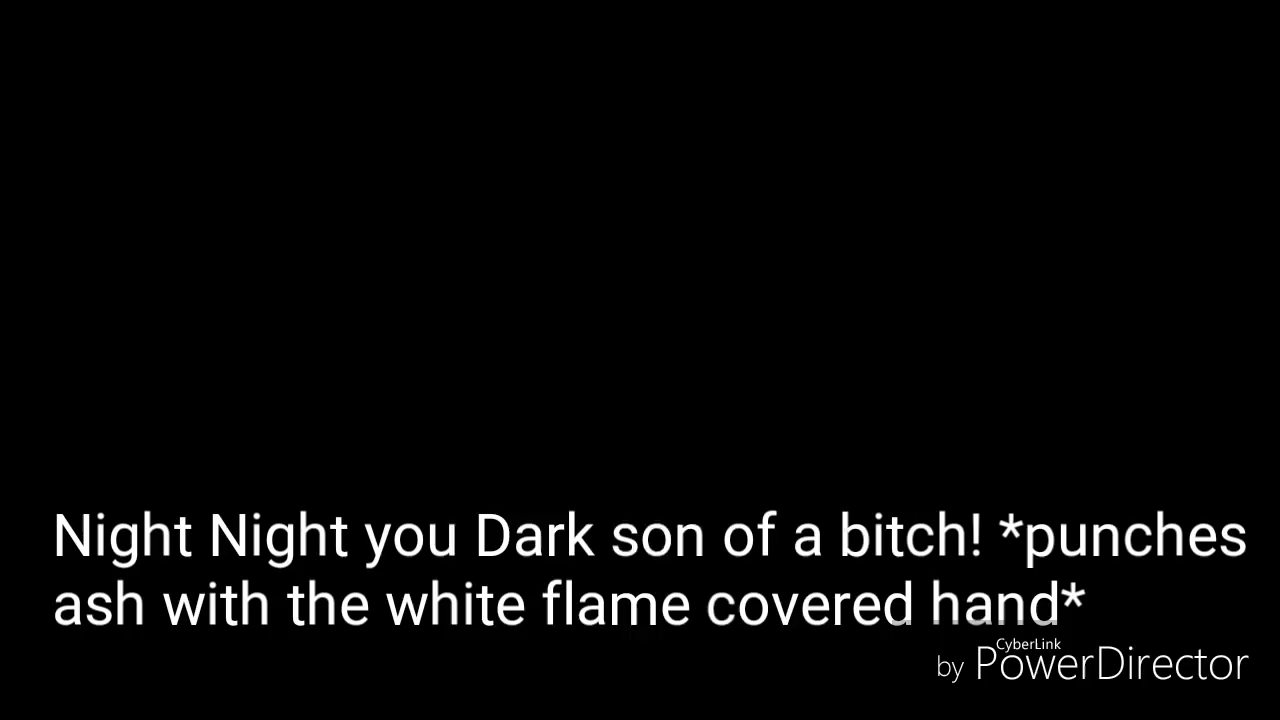 Night Night you Dark son of a bitch! *punches
ash with the white flame covered hand*
CyberLink
by PowerDirector